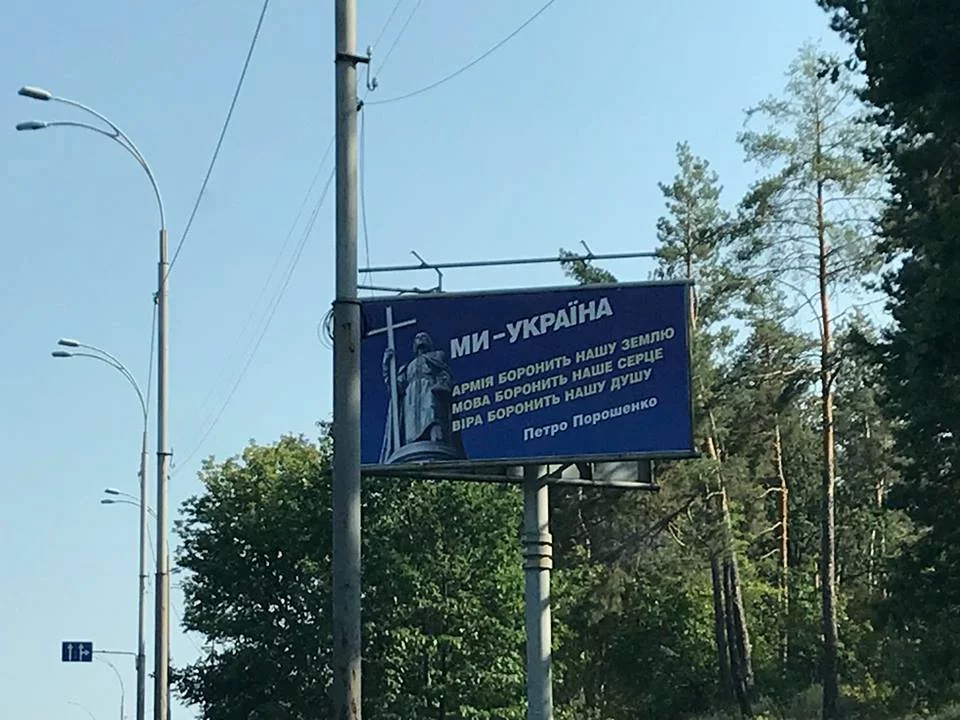 МИ-УКРАЇНА
АРМІЯ БОРОНИТЬ НАШУ ЗЕМЛЮ
МОВА БОРОНИТЬ НАШЕ СЕРЦЕ
ВІРА БОРОНИТЬ НАШУ ДУШУ
Петро Порошенко